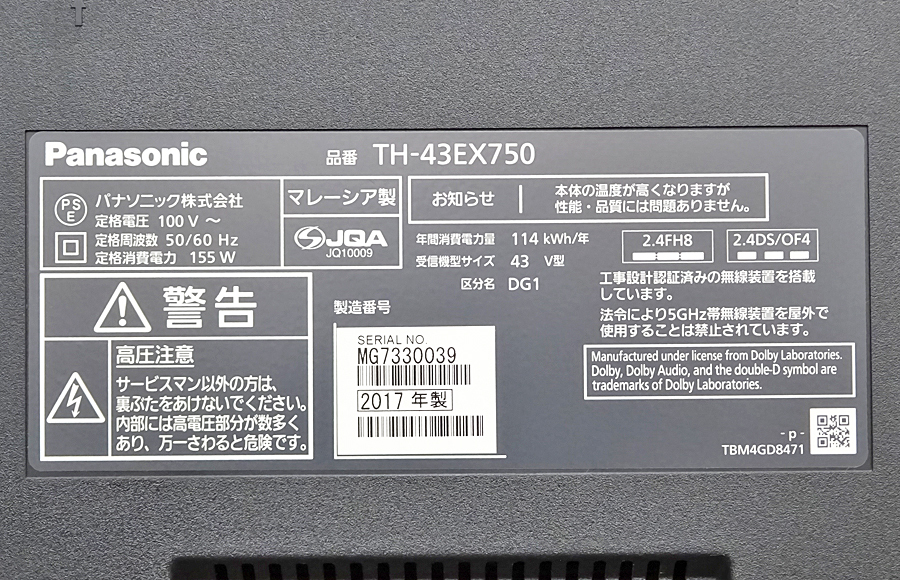 Panasonic
品番 TH-43EX750
PS
E
パナソニック株式会社
定格電圧 100 V ～
定格周波数 50/60 Hz
定格消費電力 155 W
マレーシア製
JQA
JQ10009
お知らせ
本体の温度が高くなりますが
性能・品質には問題ありません。
年間消費電力量 114 kWh/年
受信機型サイズ 43 V型
区分名 DG1
2.4FH8
2.4DS/OF4
工事設計認証済みの無線装置を搭載
しています。
法令により5GHz帯無線装置を屋外で
使用することは禁止されています。
警告
高圧注意
サービスマン以外の方は、
裏ぶたをあけないでください。
内部には高電圧部分が数多く
あり、万一さわると危険です。
製造番号
SERIAL NO.
MG7330039
2017 年製
Manufactured under license from Dolby Laboratories.
Dolby, Dolby Audio, and the double-D symbol are
trademarks of Dolby Laboratories.
- p -
TBM4GD8471